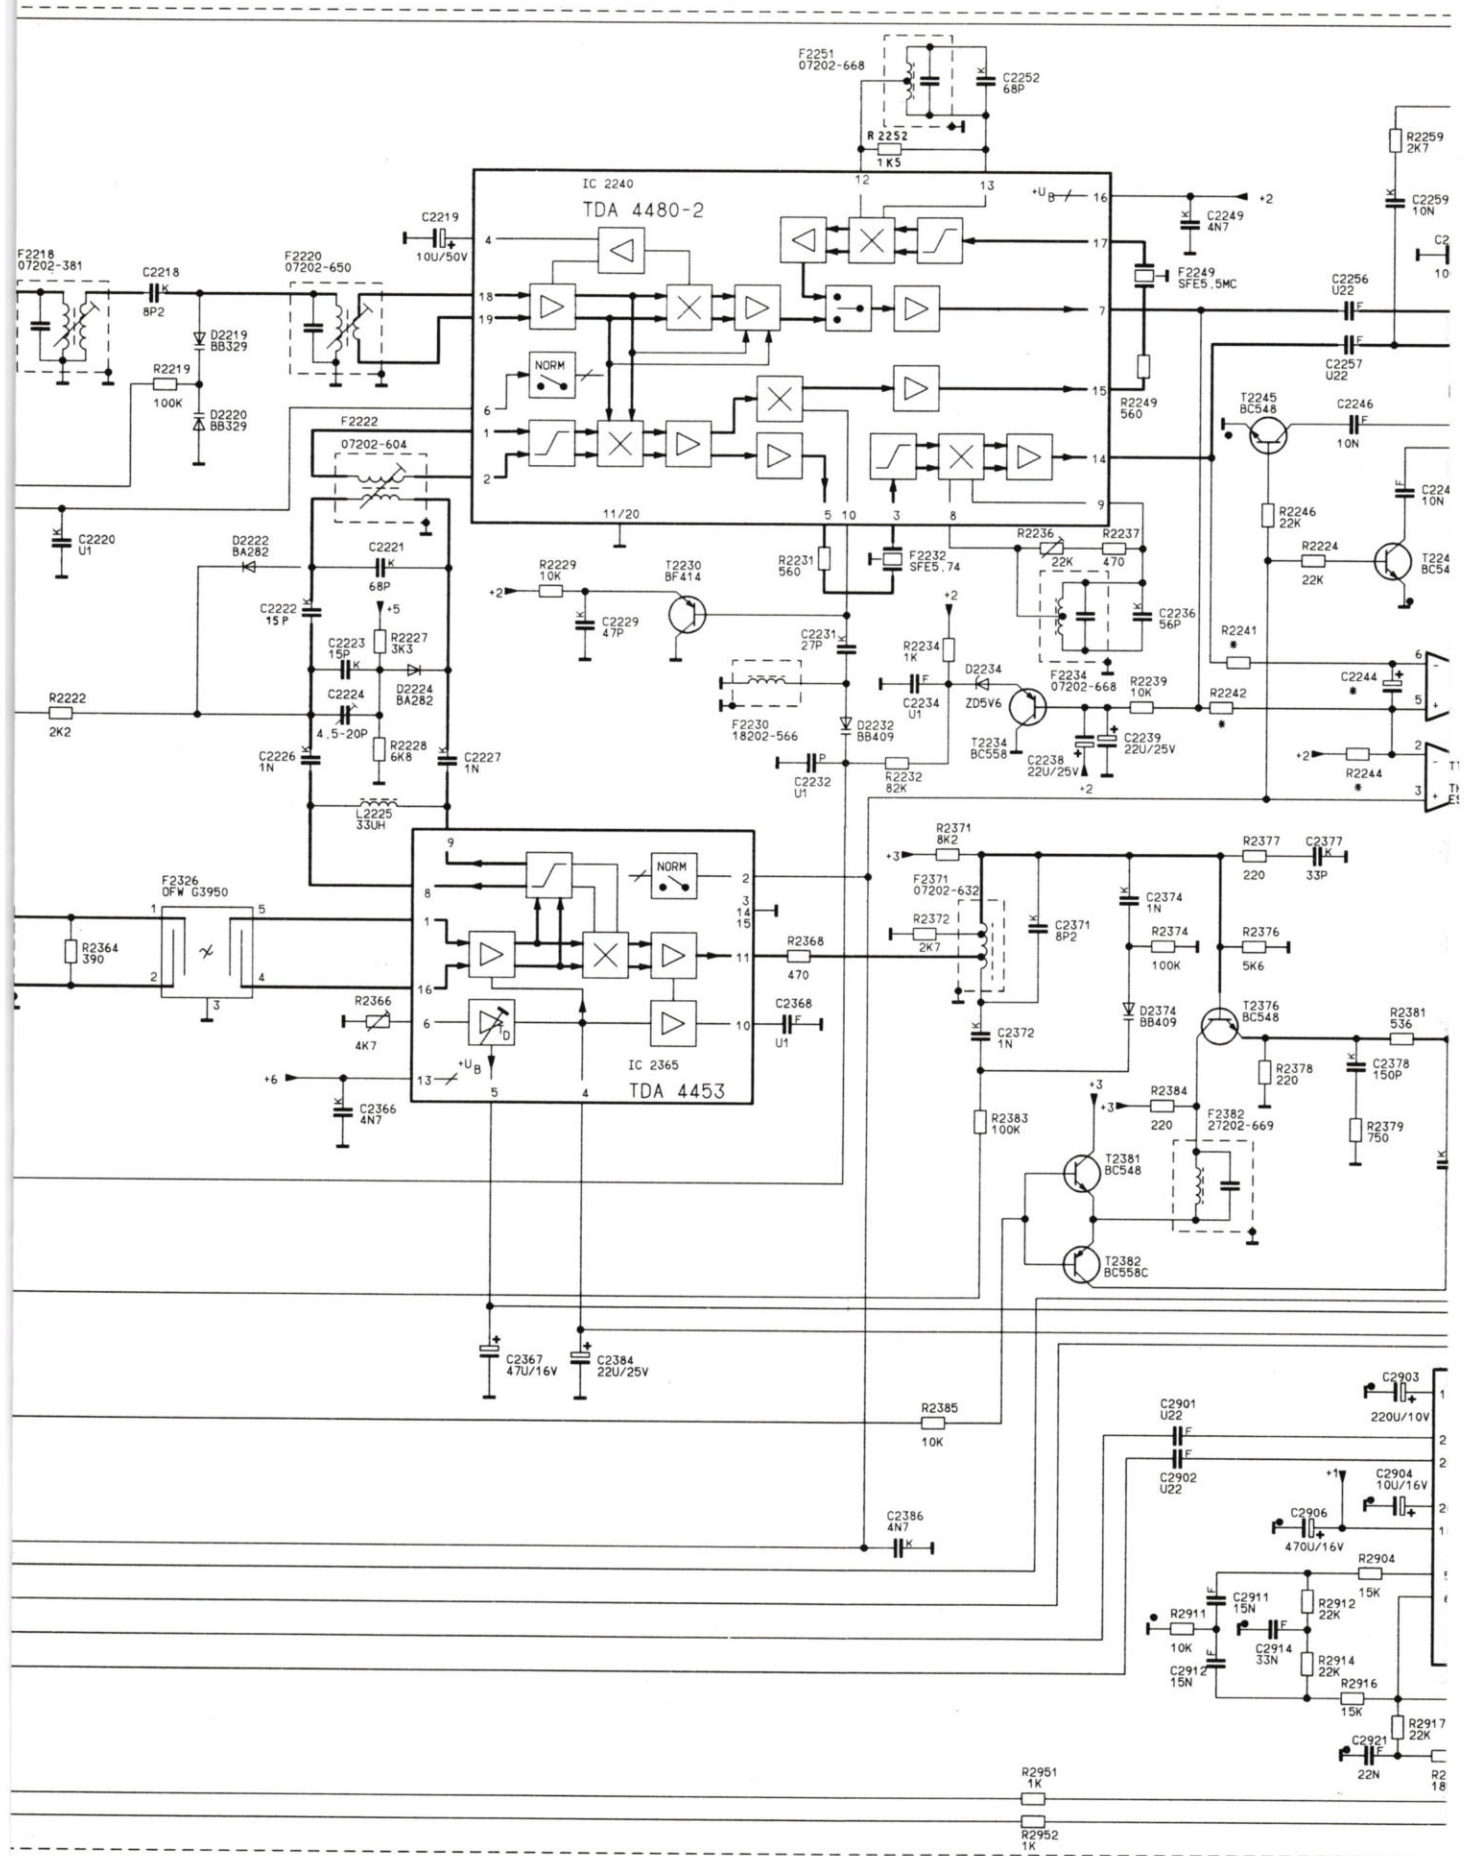 F2251
07202-668
C2252
68P
K
R2252
1K5
R2259
2K7
C2259
10N
K
IC 2240
TDA 4480-2
12
13
+UB
16
+2
C2249
4N7
K
C2219
10U/50V
+
4
17
F2249
SFE5,5MC
F2218
07202-381
C2218
8P2
K
F2220
07202-650
18
19
7
C2256
U22
F
C2257
U22
F
D2219
BB329
R2219
100K
D2220
BB329
NORM
6
15
R2249
560
F2222
07202-604
1
2
14
9
11/20
5
10
3
8
T2245
BC548
C2246
10N
F
R2246
22K
R2224
22K
C2220
U1
K
D2222
BA282
C2221
68P
K
C2222
15P
K
+5
R2227
3K3
C2223
15P
K
C2224
4,5-20P
D2224
BA282
R2228
6K8
R2222
2K2
C2226
1N
K
C2227
1N
K
L2225
33UH
+2
R2229
10K
C2229
47P
K
T2230
BF414
R2231
560
F2232
SFE5,74
R2236
22K
R2237
470
C2236
56P
K
F2234
07202-668
C2231
27P
K
+2
R2234
1K
C2234
U1
F
D2234
ZD5V6
T2234
BC558
R2239
10K
C2238
22U/25V
+
+2
C2239
22U/25V
+
R2241
*
R2242
*
C2244
*
+
6
-
5
+
+2
R2244
*
2
-
3
+
F2230
18202-566
D2232
BB409
C2232
U1
P
R2232
82K
9
8
NORM
2
3
14
15
1
16
11
R2368
470
R2366
4K7
6
TD
10
C2368
U1
F
+UB
IC 2365
TDA 4453
+6
13
5
4
C2366
4N7
K
F2326
OFW G3950
1
5
2
4
3
R2364
390
+3
R2371
8K2
F2371
07202-632
R2372
2K7
C2371
8P2
K
C2372
1N
K
C2374
1N
K
R2374
100K
D2374
BB409
R2377
220
C2377
33P
K
R2376
5K6
T2376
BC548
R2381
536
R2378
220
C2378
150P
K
R2379
750
R2383
100K
+3
+3
R2384
220
F2382
27202-669
T2381
BC548
T2382
BC558C
C2367
47U/16V
+
C2384
22U/25V
+
R2385
10K
C2386
4N7
K
C2901
U22
F
C2902
U22
F
C2903
220U/10V
+
C2904
10U/16V
+
+1
C2906
470U/16V
+
R2904
15K
C2911
15N
F
R2912
22K
R2911
10K
C2914
33N
F
C2912
15N
F
R2914
22K
R2916
15K
R2917
22K
C2921
22N
F
R2951
1K
R2952
1K